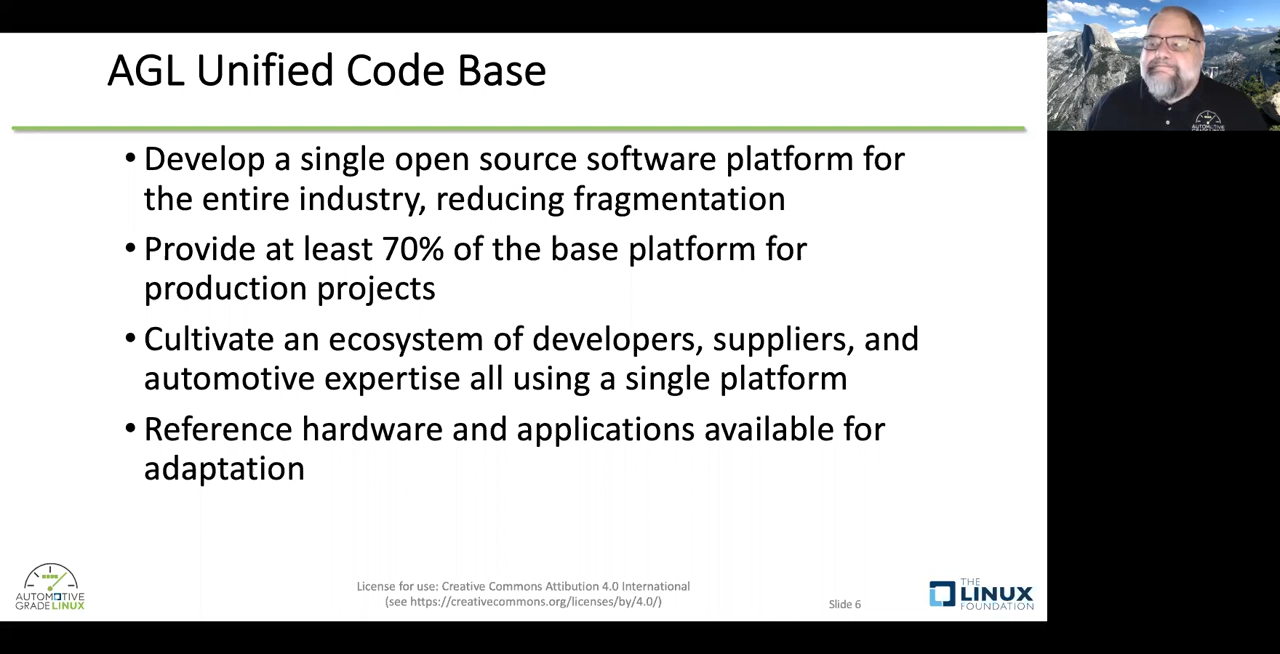 AGL Unified Code Base
• Develop a single open source software platform for
the entire industry, reducing fragmentation
• Provide at least 70% of the base platform for
production projects
• Cultivate an ecosystem of developers, suppliers, and
automotive expertise all using a single platform
• Reference hardware and applications available for
adaptation
AUTOMOTIVE
GRADELINUX
License for use: Creative Commons Attibution 4.0 International
(see https://creativecommons.org/licenses/by/4.0/)
Slide 6
THE
LINUX
FOUNDATION
AUTOMOTIVE